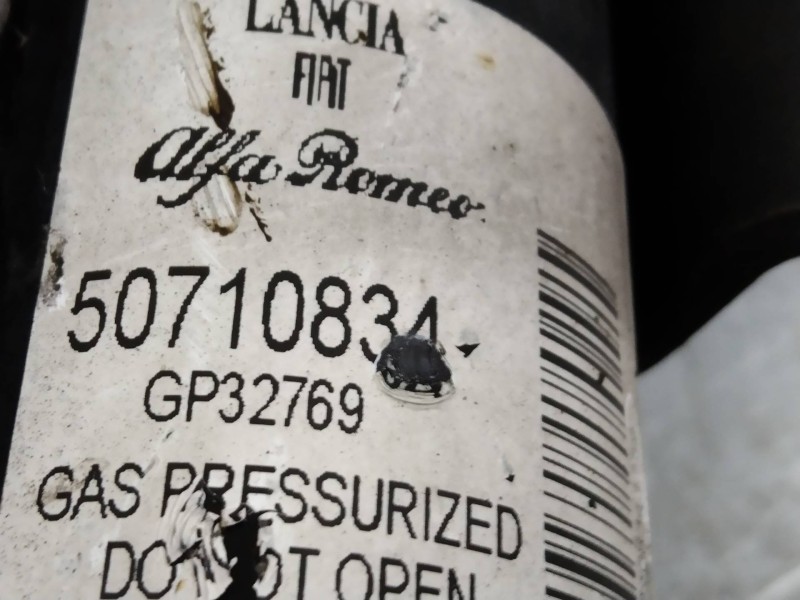 LANCIA
FIAT
Alfa Romeo
50710834
GP32769
GAS PRESSURIZED
DO NOT OPEN